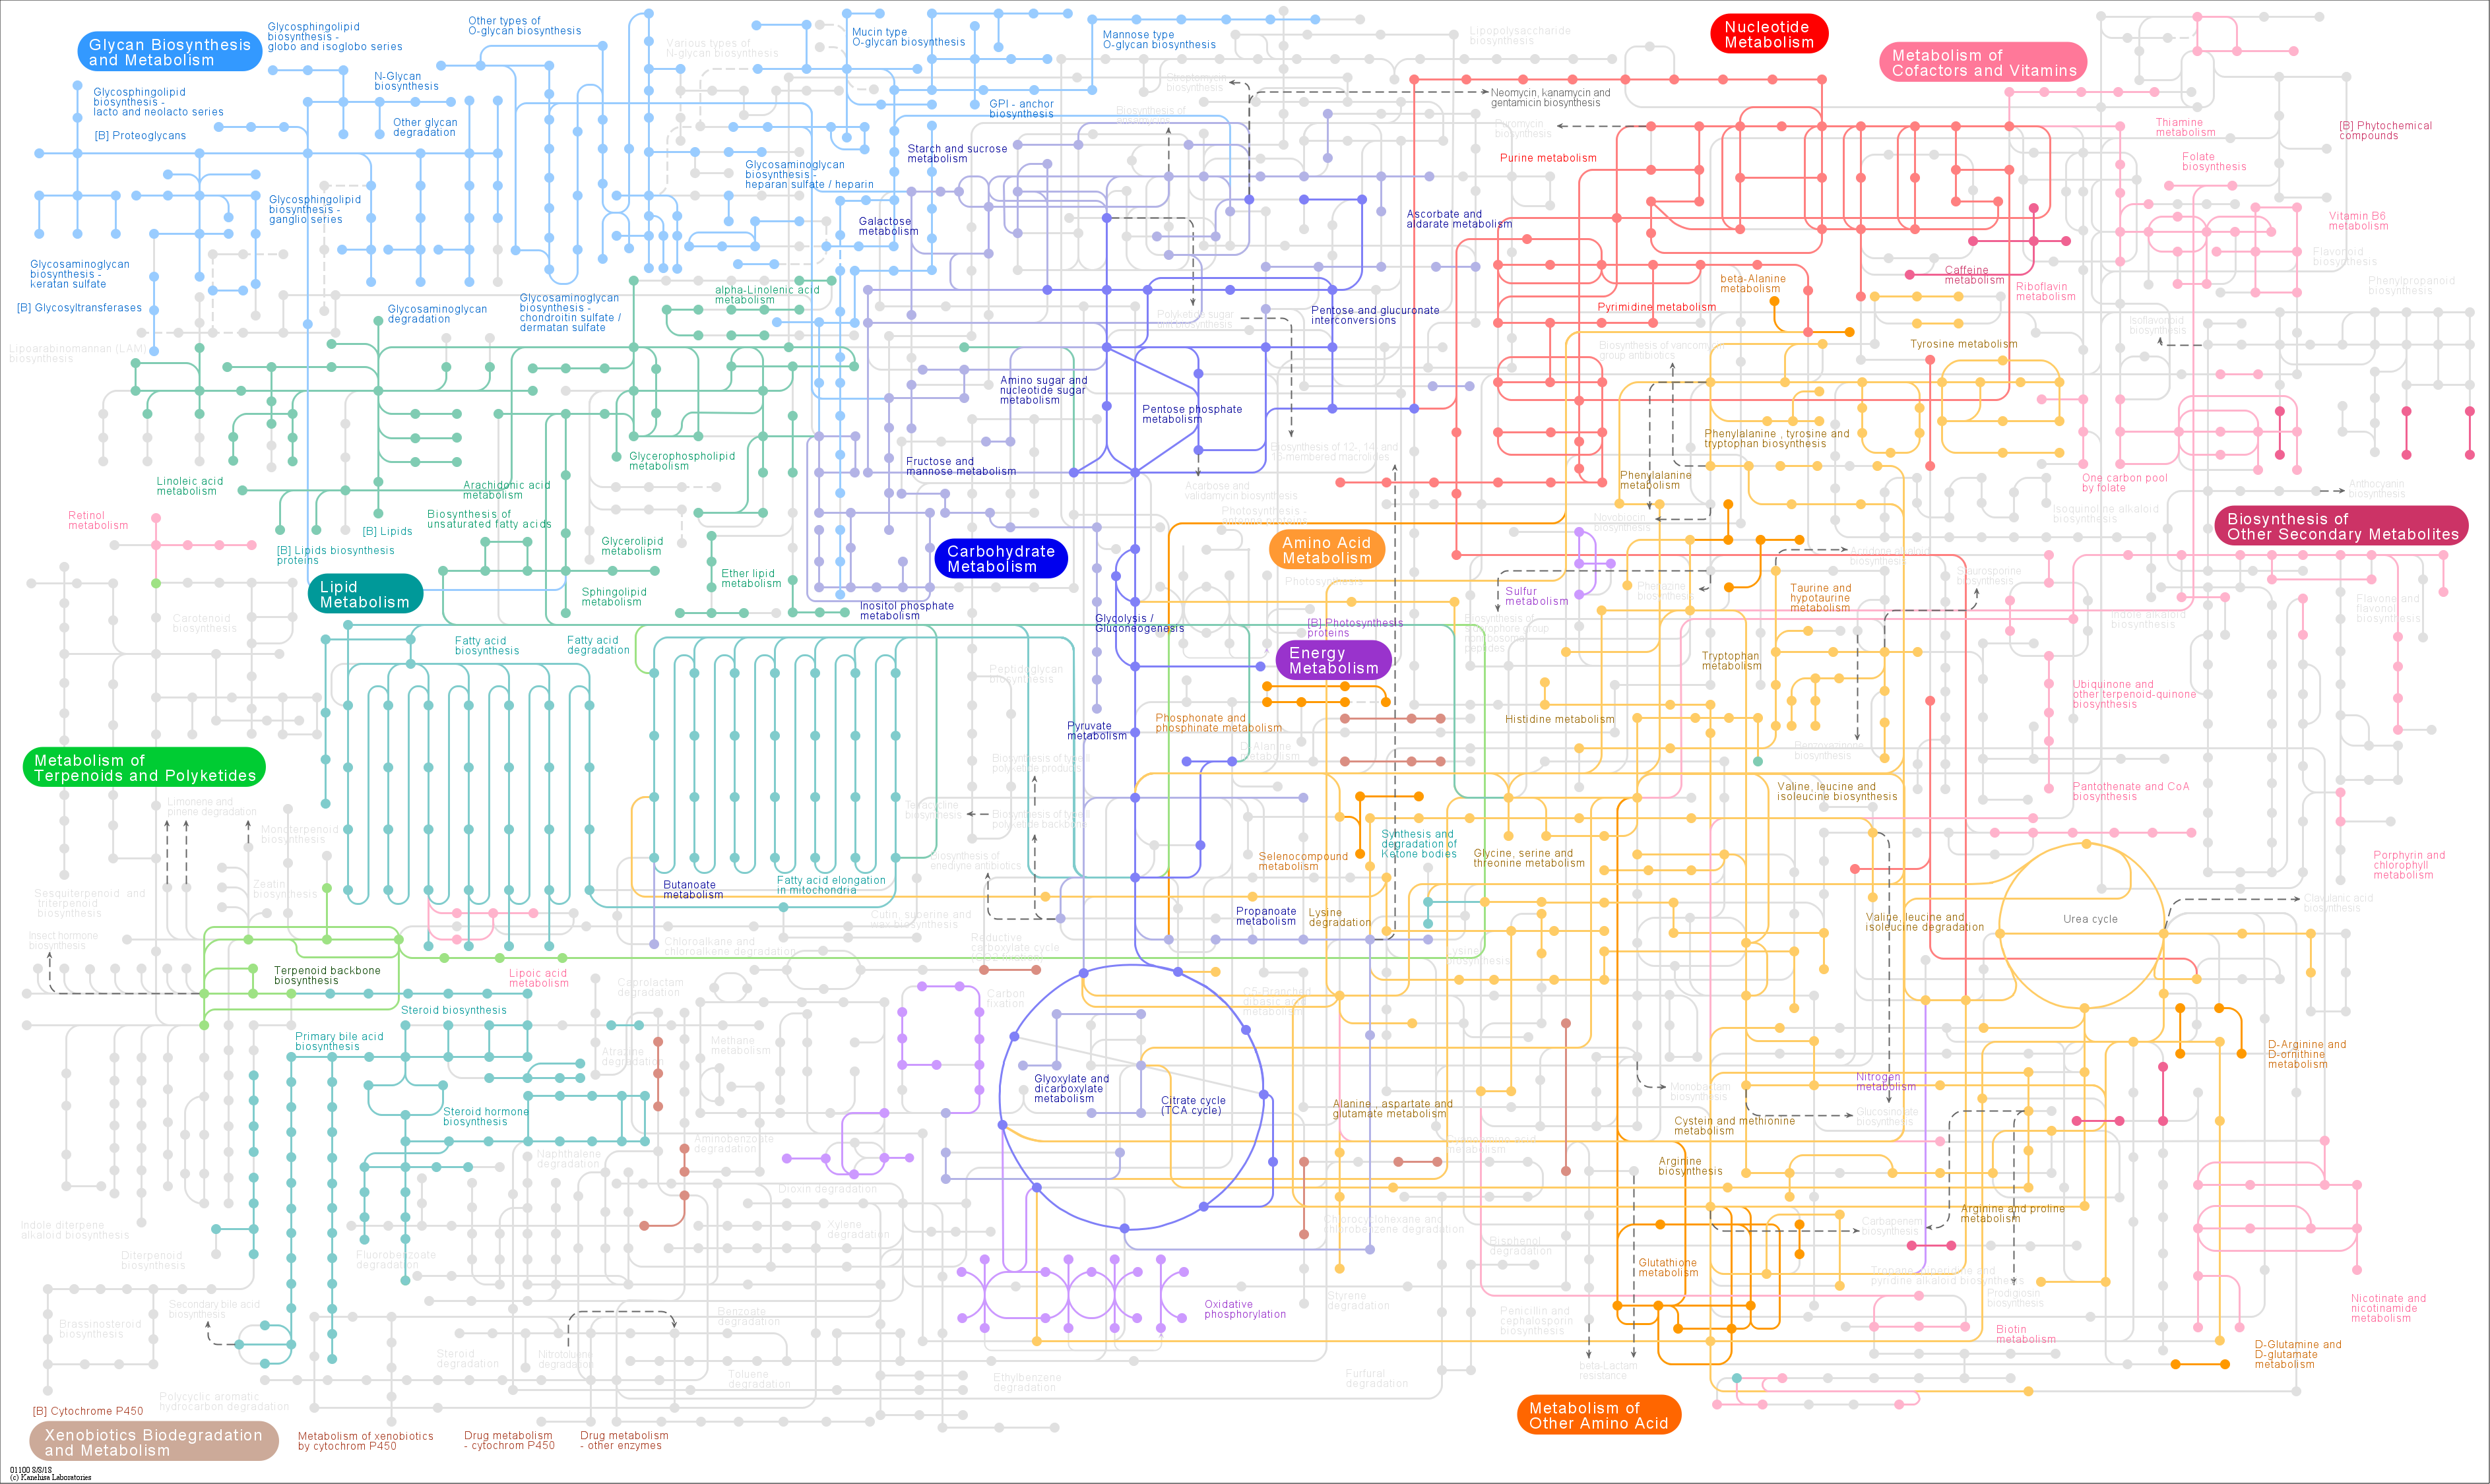 Glycan Biosynthesis
and Metabolism
Glycosphingolipid
biosynthesis -
globo and isoglobo series
Other types of
O-glycan biosynthesis
N-Glycan
biosynthesis
Glycosphingolipid
biosynthesis -
lacto and neolacto series
[B] Proteoglycans
Other glycan
degradation
Various types of
N-glycan biosynthesis
Mucin type
O-glycan biosynthesis
Mannose type
O-glycan biosynthesis
Lipopolysaccharide
biosynthesis
Nucleotide
Metabolism
Metabolism of
Cofactors and Vitamins
GPI - anchor
biosynthesis
Streptomycin
biosynthesis
Biosynthesis of
Neomycin, kanamycin and
gentamicin biosynthesis
Puromycin
biosynthesis
Thiamine
metabolism
[B] Phytochemical
compounds
Starch and sucrose
metabolism
Purine metabolism
Folate
biosynthesis
Glycosaminoglycan
biosynthesis -
heparan sulfate / heparin
Glycosphingolipid
biosynthesis -
ganglio series
Galactose
metabolism
Ascorbate and
aldarate metabolism
Vitamin B6
metabolism
Flavonoid
biosynthesis
Glycosaminoglycan
biosynthesis -
keratan sulfate
[B] Glycosyltransferases
Glycosaminoglycan
degradation
Glycosaminoglycan
biosynthesis -
chondroitin sulfate /
dermatan sulfate
alpha-Linolenic acid
metabolism
Polyketide sugar
unit biosynthesis
Pentose and glucuronate
interconversions
Pyrimidine metabolism
beta-Alanine
metabolism
Caffeine
metabolism
Riboflavin
metabolism
Phenylpropanoid
biosynthesis
Isoflavonoid
biosynthesis
Lipoarabinomannan (LAM)
biosynthesis
Biosynthesis of vancomycin
group antibiotics
Tyrosine metabolism
Amino sugar and
nucleotide sugar
metabolism
Pentose phosphate
metabolism
Phenylalanine , tyrosine and
tryptophan biosynthesis
Biosynthesis of 12-, 14- and
16-membered macrolides
Glycerophospholipid
metabolism
Fructose and
mannose metabolism
Phenylalanine
metabolism
One carbon pool
by folate
Anthocyanin
biosynthesis
Linoleic acid
metabolism
Arachidonic acid
metabolism
Acarbose and
validamycin biosynthesis
Retinol
metabolism
Biosynthesis of
unsaturated fatty acids
[B] Lipids
[B] Lipids biosynthesis
proteins
Photosynthesis -
Novobiocin
biosynthesis
Isoquinoline alkaloid
biosynthesis
Biosynthesis of
Other Secondary Metabolites
Glycerolipid
metabolism
Carbohydrate
Metabolism
Amino Acid
Metabolism
Acridone alkaloid
biosynthesis
Lipid
Metabolism
Sphingolipid
metabolism
Ether lipid
metabolism
Photosynthesis
Sulfur
metabolism
Phenazine
biosynthesis
Taurine and
hypotaurine
metabolism
Staurosporine
biosynthesis
Inositol phosphate
metabolism
Carotenoid
biosynthesis
Glycolysis /
Gluconeogenesis
[B] Photosynthesis
proteins
Biosynthesis of
siderophore group
nonribosomal
peptides
Indole alkaloid
biosynthesis
Flavone and
flavonol
biosynthesis
Fatty acid
biosynthesis
Fatty acid
degradation
Energy
Metabolism
Tryptophan
metabolism
Peptidoglycan
biosynthesis
Ubiquinone and
other terpenoid-quinone
biosynthesis
Pyruvate
metabolism
Phosphonate and
phosphinate metabolism
Histidine metabolism
D-Alanine
metabolism
Benzoxazinone
biosynthesis
Metabolism of
Terpenoids and Polyketides
Biosynthesis of type II
polyketide products
Valine, leucine and
isoleucine biosynthesis
Pantothenate and CoA
biosynthesis
Limonene and
pinene degradation
Tetracycline
biosynthesis
Biosynthesis of type II
polyketide backbone
Monoterpenoid
biosynthesis
Synthesis and
degradation of
Ketone bodies
Selenocompound
metabolism
Glycine, serine and
threonine metabolism
Biosynthesis of
enediyne antibiotics
Porphyrin and
chlorophyll
metabolism
Zeatin
biosynthesis
Butanoate
metabolism
Fatty acid elongation
in mitochondria
Sesquiterpenoid and
triterpenoid
biosynthesis
Cutin, suberine and
wax biosynthesis
Propanoate
metabolism
Lysine
degradation
Valine, leucine and
isoleucine degradation
Urea cycle
Clavulanic acid
biosynthesis
Insect hormone
biosynthesis
Chloroalkane and
chloroalkene degradation
Reductive
carboxylate cycle
Lysine
biosynthesis
Terpenoid backbone
biosynthesis
Lipoic acid
metabolism
Caprolactam
degradation
Carbon
fixation
C5-Branched
dibasic acid
metabolism
Steroid biosynthesis
Primary bile acid
biosynthesis
Atrazine
degradation
Methane
metabolism
D-Arginine and
D-ornithine
metabolism
Glyoxylate and
dicarboxylate
metabolism
Citrate cycle
(TCA cycle)
Nitrogen
metabolism
Monobactam
biosynthesis
Alanine , aspartate and
glutamate metabolism
Glucosinolate
biosynthesis
Cystein and methionine
metabolism
Steroid hormone
biosynthesis
Aminobenzoate
degradation
Cyanoamino acid
metabolism
Naphthalene
degradation
Arginine
biosynthesis
Dioxin degradation
Arginine and proline
metabolism
Indole diterpene
alkaloid biosynthesis
Xylene
degradation
Chlorocyclohexane and
chlorobenzene degradation
Carbapenem
biosynthesis
Diterpenoid
biosynthesis
Fluorobenzoate
degradation
Bisphenol
degradation
Glutathione
metabolism
Tropane, piperidine and
pyridine alkaloid biosynthesis
Prodigiosin
biosynthesis
Secondary bile acid
biosynthesis
Brassinosteroid
biosynthesis
Benzoate
degradation
Oxidative
phosphorylation
Styrene
degradation
Penicillin and
cephalosporin
biosynthesis
Nicotinate and
nicotinamide
metabolism
Biotin
metabolism
D-Glutamine and
D-glutamate
metabolism
Steroid
degradation
Nitrotoluene
degradation
Toluene
degradation
Ethylbenzene
degradation
Furfural
degradation
beta-Lactam
resistance
Polycyclic aromatic
hydrocarbon degradation
[B] Cytochrome P450
Xenobiotics Biodegradation
and Metabolism
Metabolism of xenobiotics
by cytochrom P450
Drug metabolism
- cytochrom P450
Drug metabolism
- other enzymes
Metabolism of
Other Amino Acid
01100 8/8/18
(c) Kanehisa Laboratories